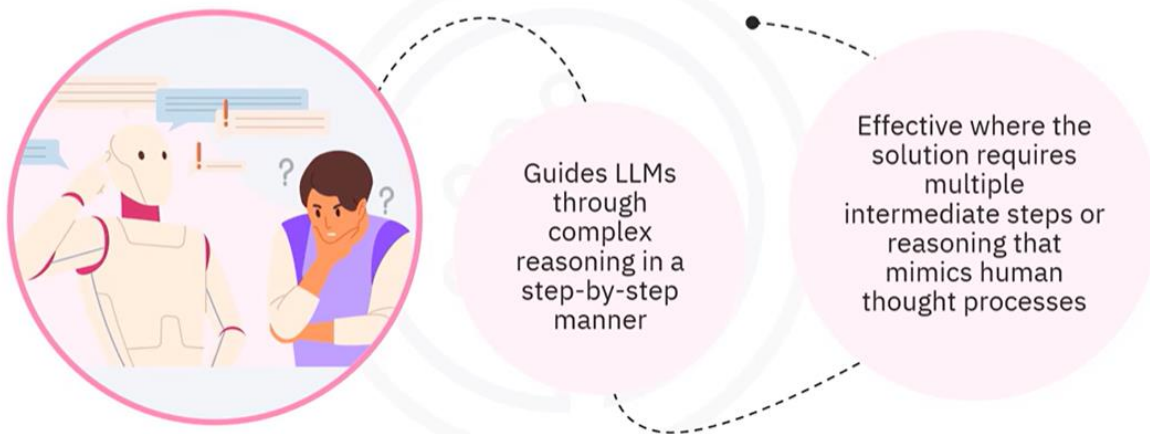 Guides LLMs
through
complex
reasoning in a
step-by-step
manner
Effective where the
solution requires
multiple
intermediate steps or
reasoning that
mimics human
thought processes